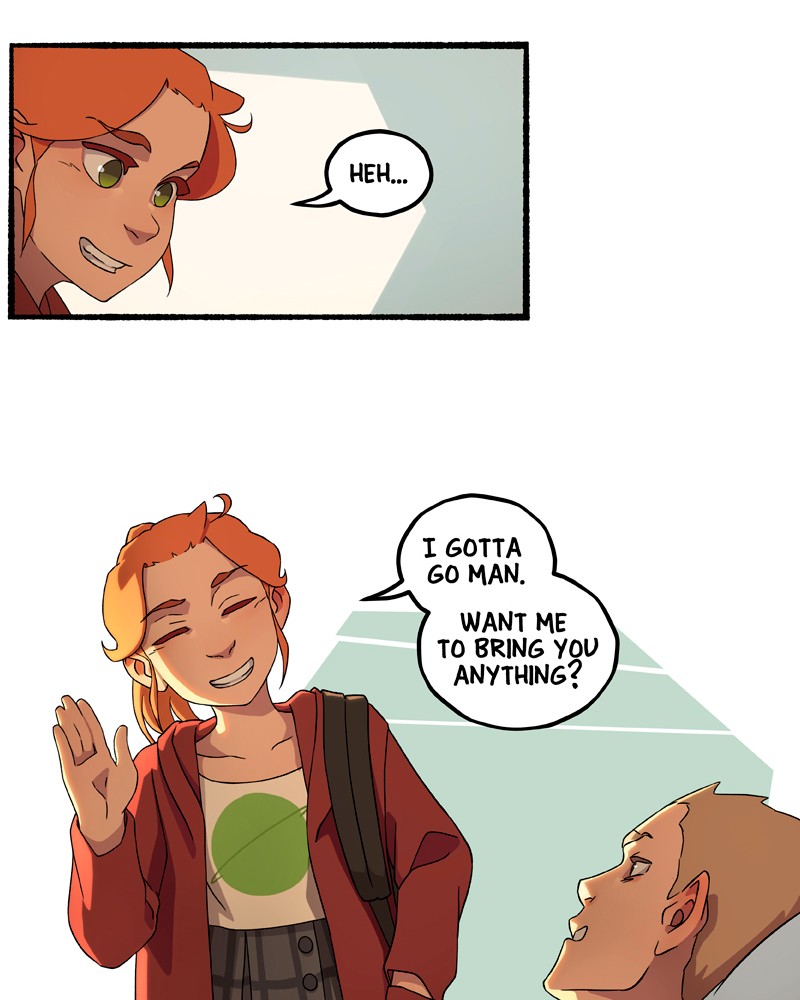 HEH...
I GOTTA
GO MAN.
WANT ME
TO BRING YOU
ANYTHING?